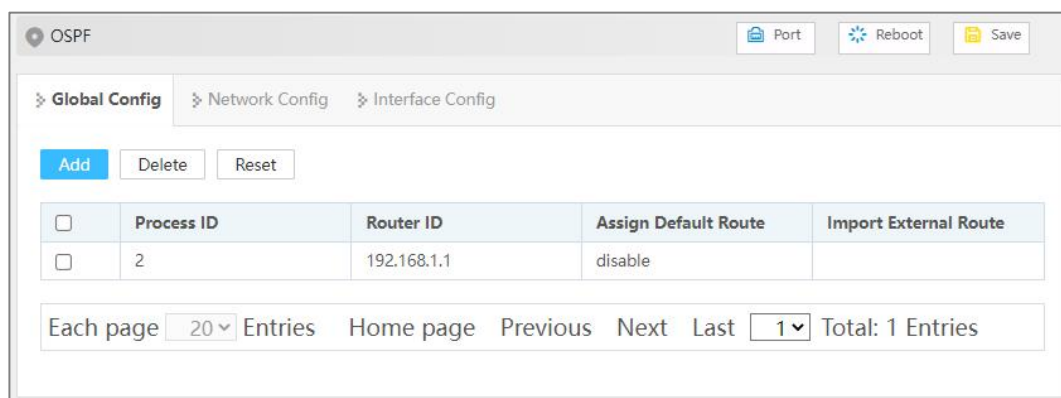 OSPF Port Reboot Save
Global Config Network Config Interface Config
Add Delete Reset
Process ID Router ID Assign Default Route Import External Route
2 192.168.1.1 disable
Each page 20 Entries Home page Previous Next Last 1 Total: 1 Entries